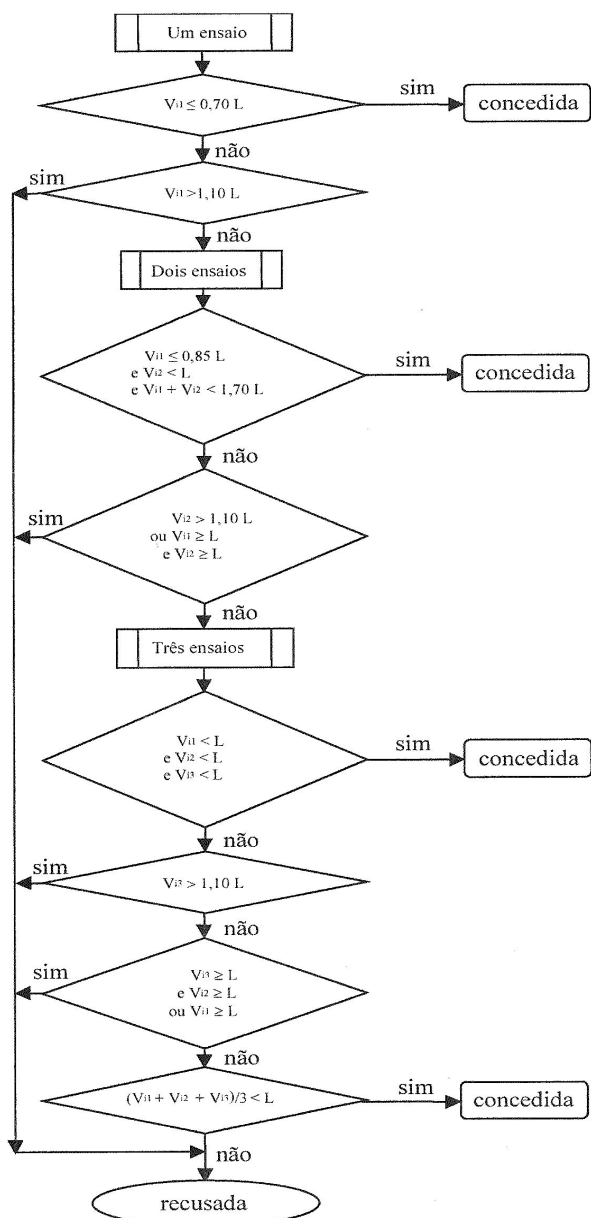 Um ensaio
Vi1 ≤ 0,70 L
sim
concedida
não
sim
Vi1 >1,10 L
não
Dois ensaios
Vi1 ≤ 0,85 L
e Vi2 < L
e Vi1 + Vi2 < 1,70 L
sim
concedida
não
sim
Vi2 > 1,10 L
ou Vi1 ≥ L
e Vi2 ≥ L
não
Três ensaios
Vi1 < L
e Vi2 < L
e Vi3 < L
sim
concedida
não
sim
Vi3 > 1,10 L
não
sim
Vi3 ≥ L
e Vi2 ≥ L
ou Vi1 ≥ L
não
(Vi1 + Vi2 + Vi3)/3 < L
sim
concedida
não
recusada